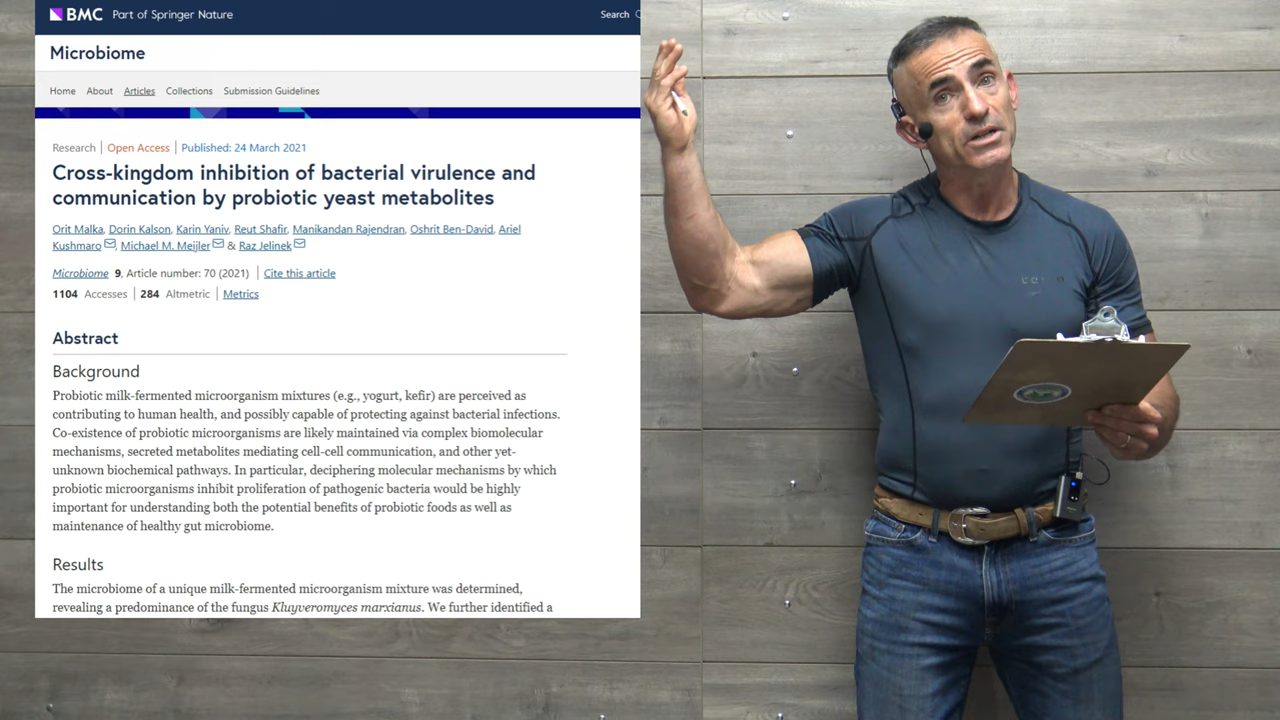 BMC Part of Springer Nature
Search
Microbiome
Home About Articles Collections Submission Guidelines
Research Open Access Published: 24 March 2021
Cross-kingdom inhibition of bacterial virulence and
communication by probiotic yeast metabolites
Orit Malka, Dorin Kalson, Karin Yaniv, Reut Shafir, Manikandan Rajendran, Oshrit Ben-David, Ariel
Kushmaro, Michael M. Meijler & Raz Jelinek
Microbiome 9, Article number: 70 (2021) Cite this article
1104 Accesses 284 Altmetric Metrics
Abstract
Background
Probiotic milk-fermented microorganism mixtures (e.g., yogurt, kefir) are perceived as
contributing to human health, and possibly capable of protecting against bacterial infections.
Co-existence of probiotic microorganisms are likely maintained via complex biomolecular
mechanisms, secreted metabolites mediating cell-cell communication, and other yet-
unknown biochemical pathways. In particular, deciphering molecular mechanisms by which
probiotic microorganisms inhibit proliferation of pathogenic bacteria would be highly
important for understanding both the potential benefits of probiotic foods as well as
maintenance of healthy gut microbiome.
Results
The microbiome of a unique milk-fermented microorganism mixture was determined,
revealing a predominance of the fungus Kluyveromyces marxianus. We further identified a